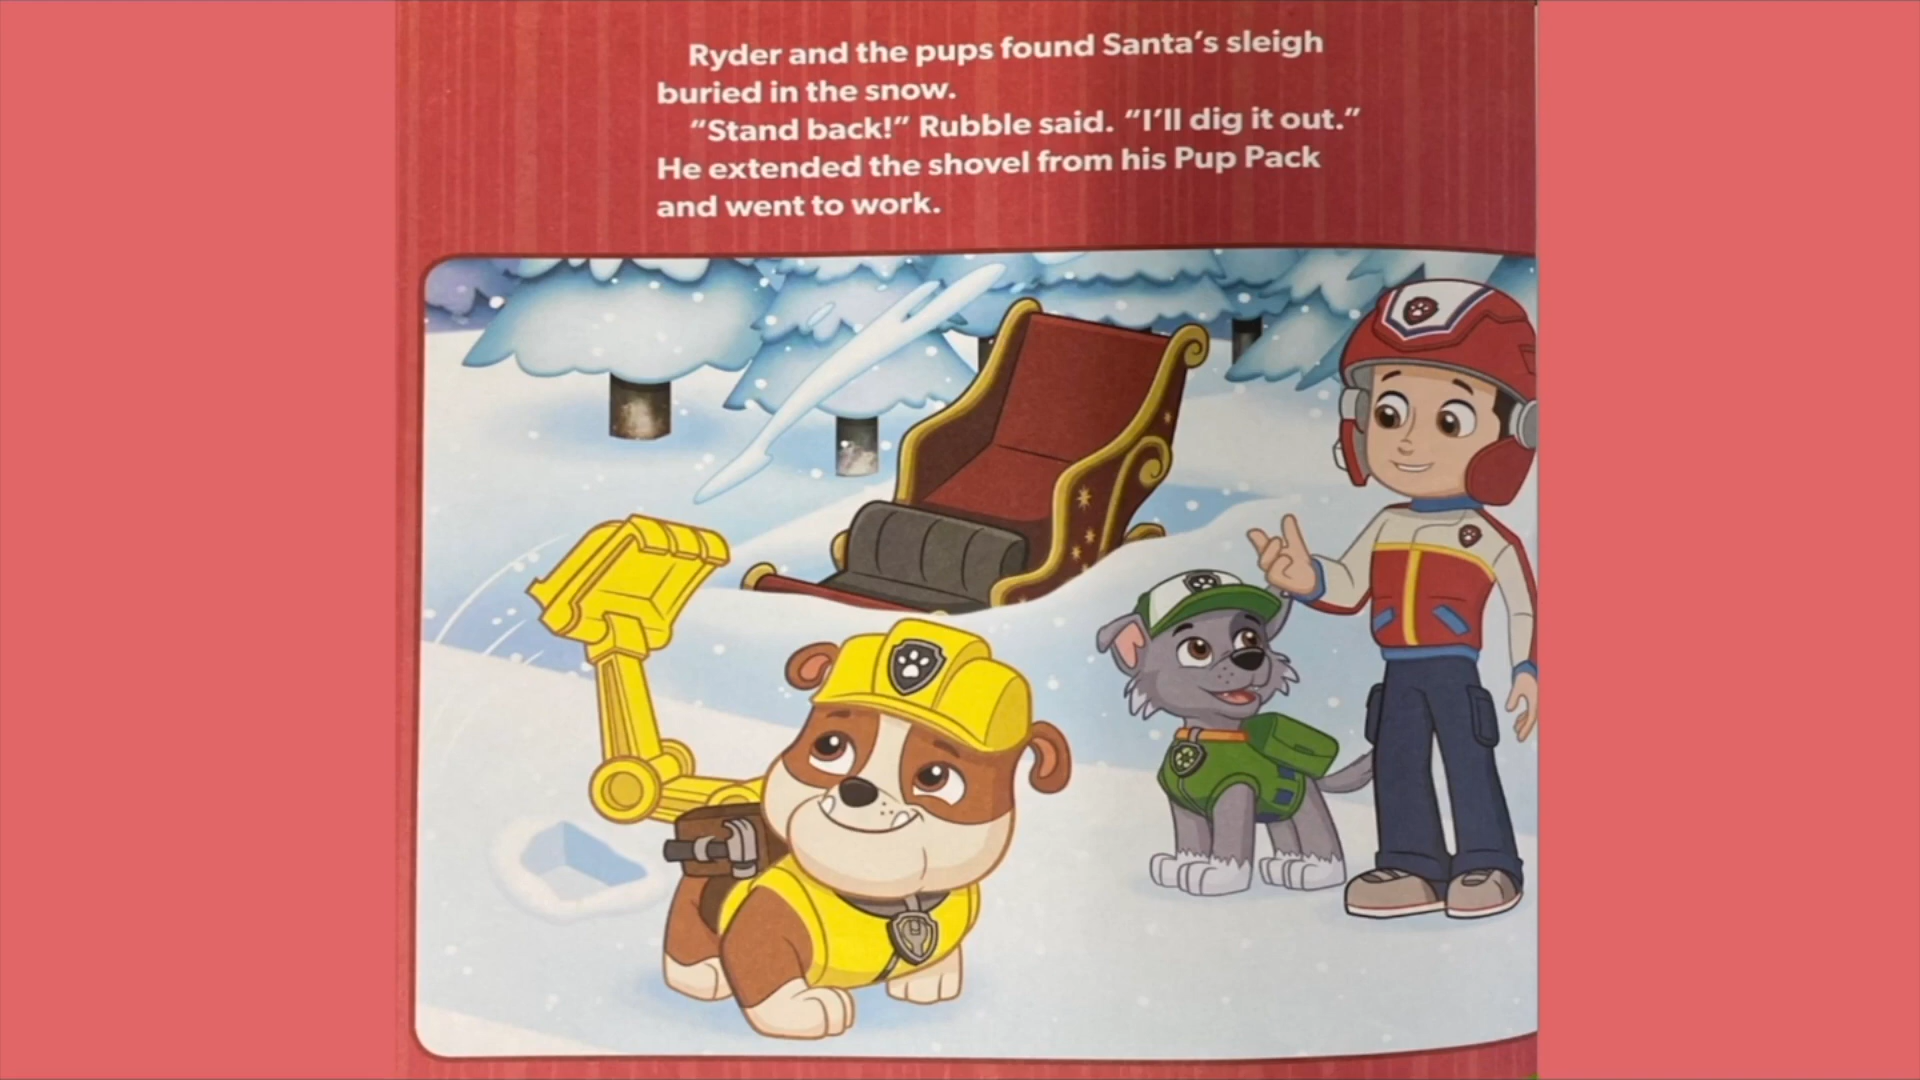 Ryder and the pups found Santa’s sleigh
buried in the snow.
“Stand back!” Rubble said. “I’ll dig it out.”
He extended the shovel from his Pup Pack
and went to work.